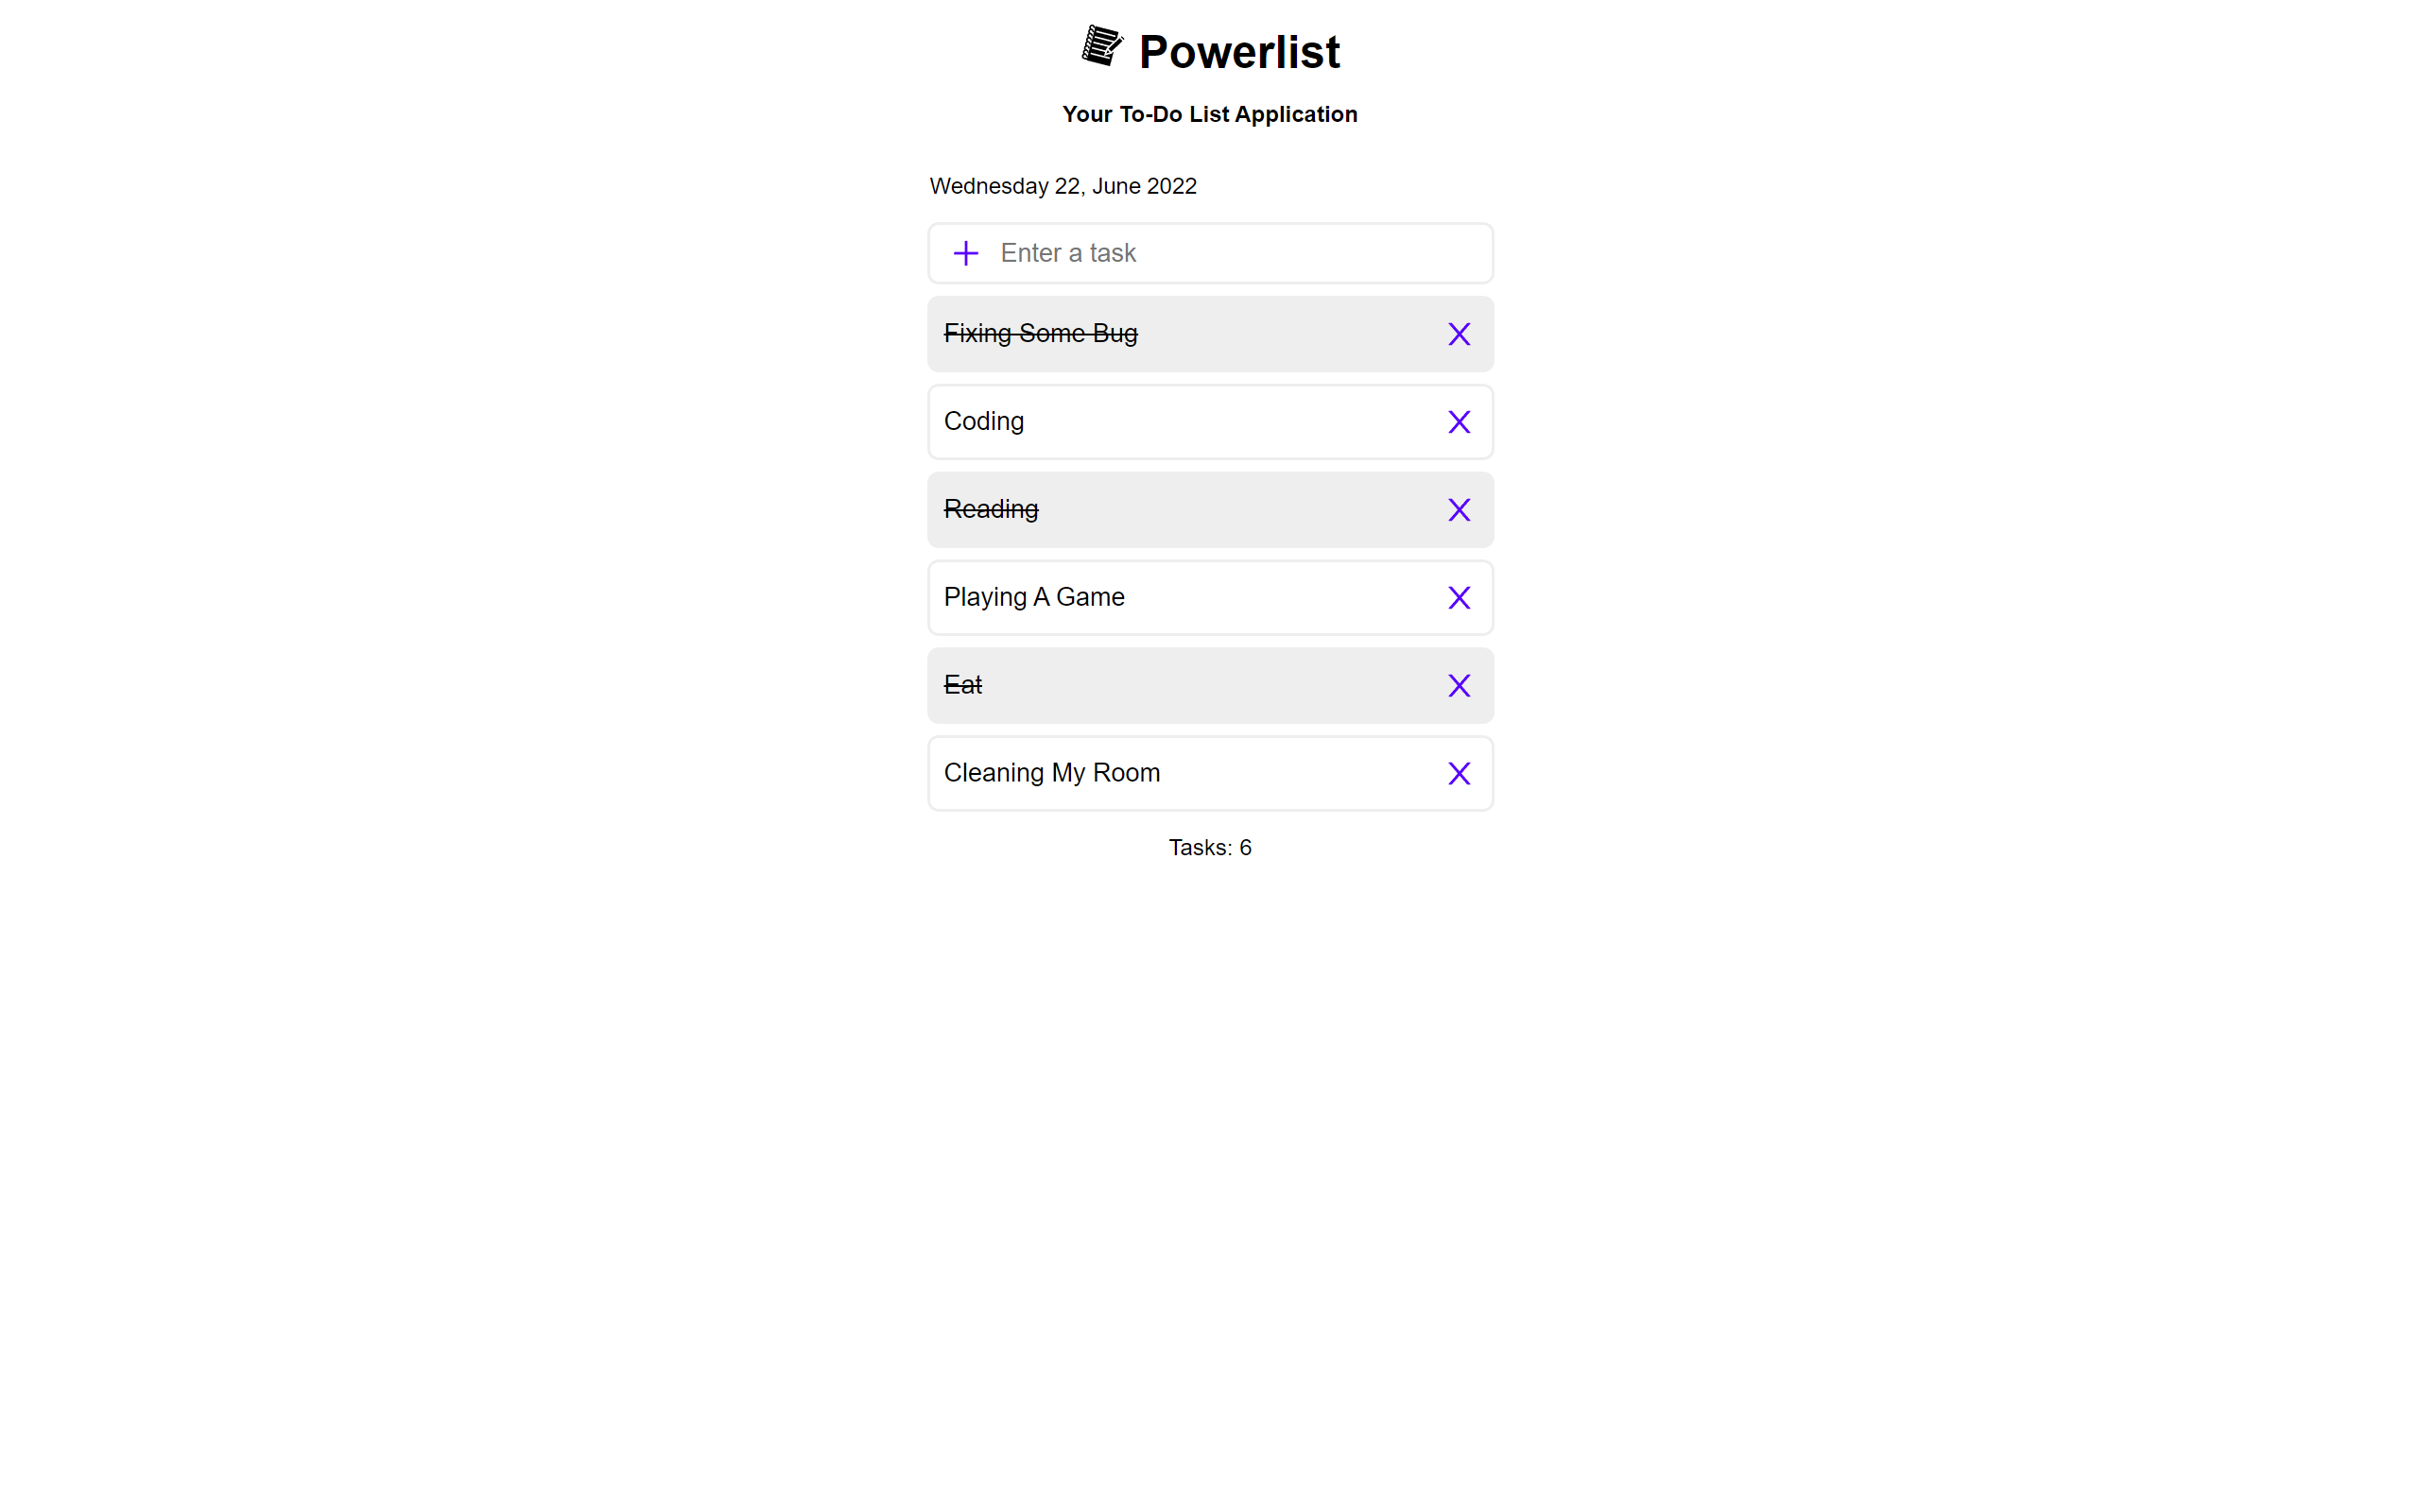 Powerlist
Your To-Do List Application
Wednesday 22, June 2022
Enter a task
Fixing Some Bug
Coding
Reading
Playing A Game
Eat
Cleaning My Room
Tasks: 6